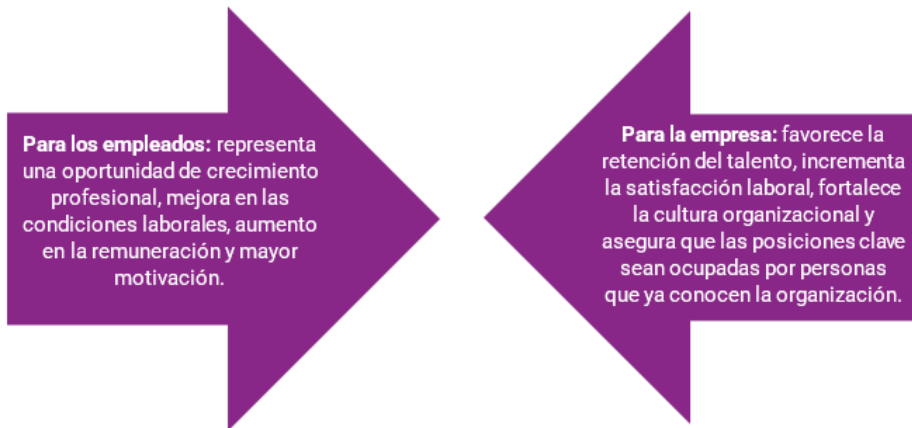 Para los empleados: representa
una oportunidad de crecimiento
profesional, mejora en las
condiciones laborales, aumento
en la remuneración y mayor
motivación.
Para la empresa: favorece la
retención del talento, incrementa
la satisfacción laboral, fortalece
la cultura organizacional y
asegura que las posiciones clave
sean ocupadas por personas
que ya conocen la organización.